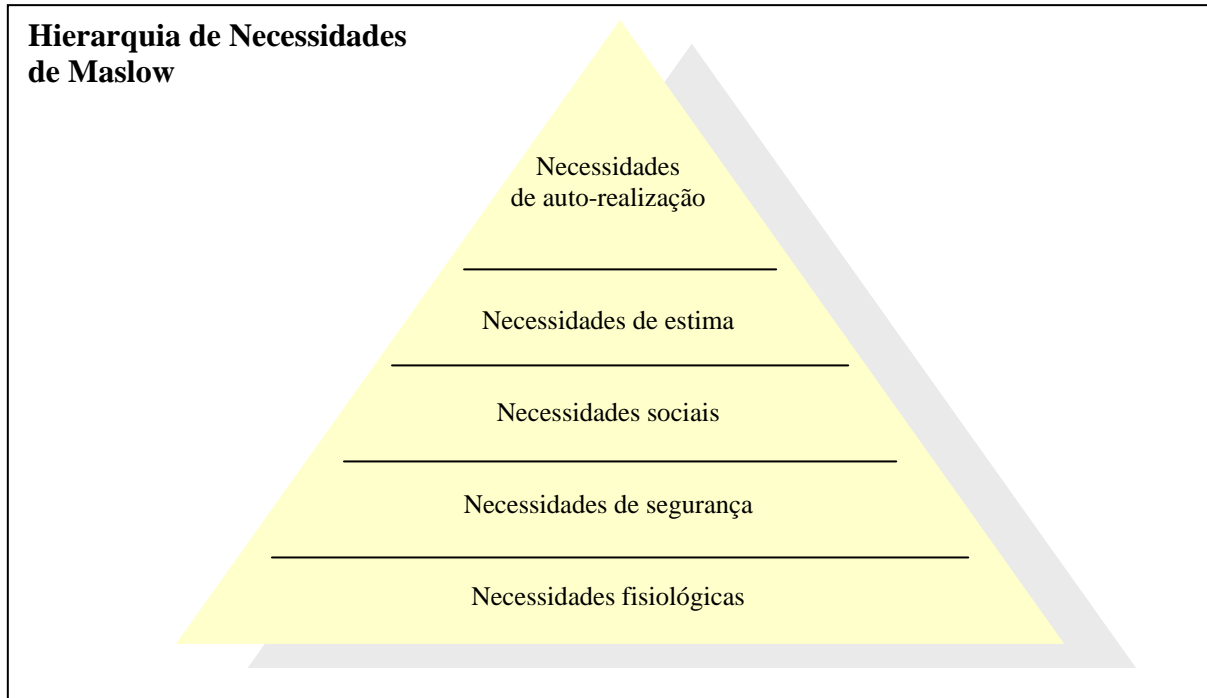 Hierarquia de Necessidades
de Maslow
Necessidades
de auto-realização
Necessidades de estima
Necessidades sociais
Necessidades de segurança
Necessidades fisiológicas